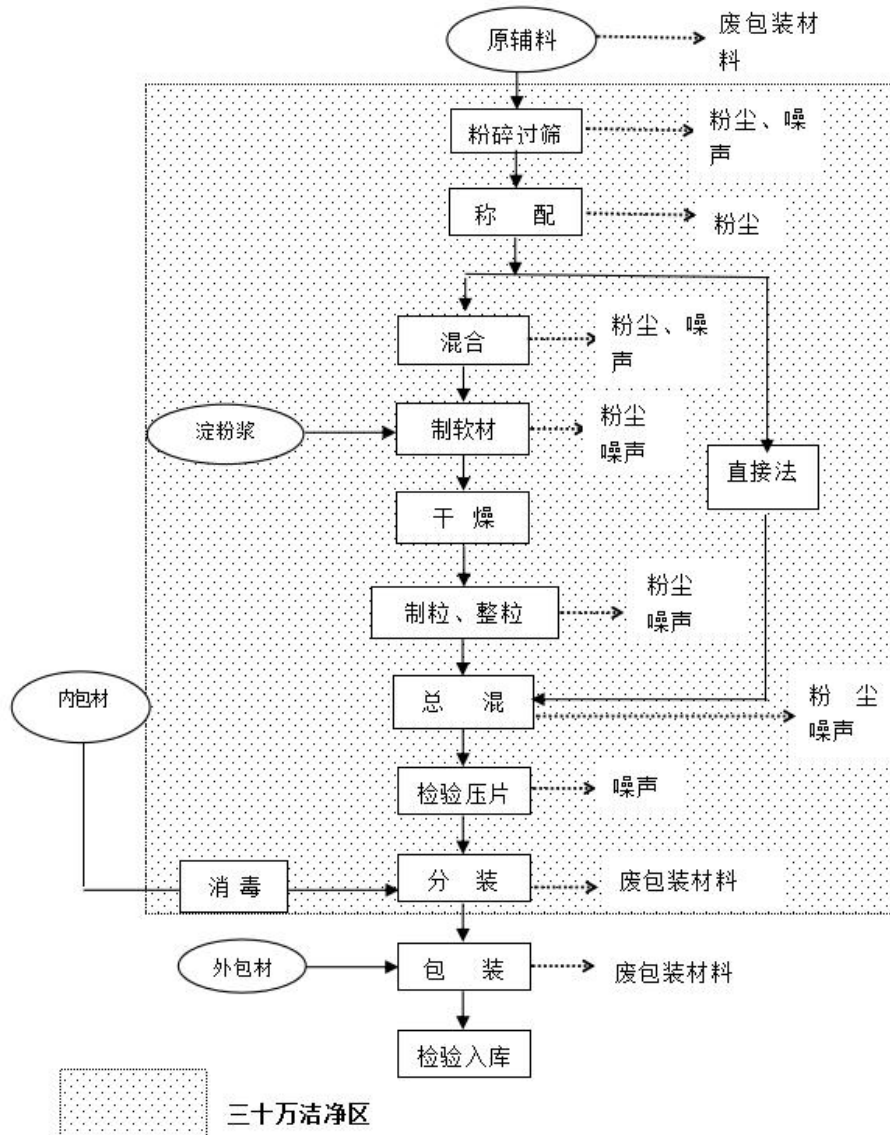 原辅料
废包装材
料
粉碎过筛
粉尘、噪
声
称 配
粉尘
混合
粉尘、噪
声
淀粉浆
制软材
粉尘
噪声
直接法
干 燥
制粒、整粒
粉尘
噪声
内包材
总 混
粉 尘
噪声
检验压片
噪声
消 毒
分 装
废包装材料
外包材
包 装
废包装材料
检验入库
三十万洁净区